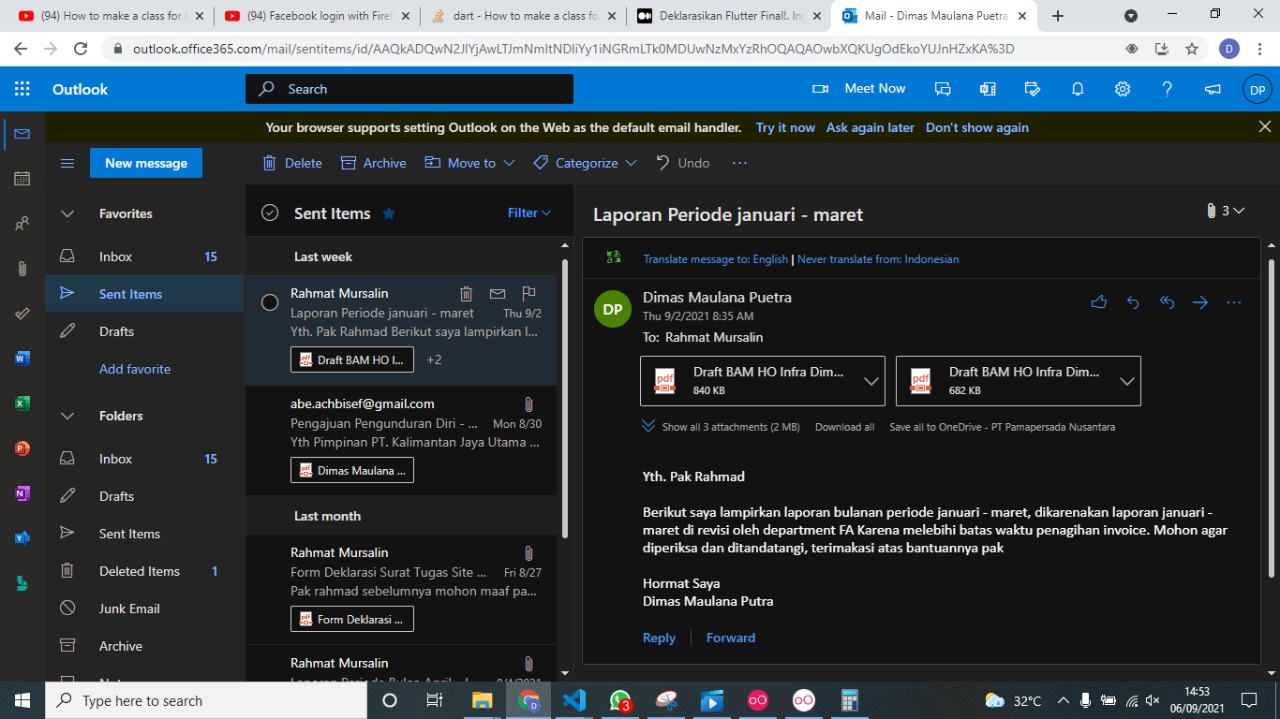 (94) How to make a class for
(94) Facebook login with Fire
dart - How to make a class fo
Deklarasikan Flutter Final!. In
Mail - Dimas Maulana Puetra
outlook.office365.com/mail/sentitems/id/AAQkADQwN2JlYjAwLTJmNmItNDliYy1iNGRmLTk0MDUwNzMxYzRhOQAQAOwbXQKUgOdEkoYUJnHZxKA%3D
D
Outlook
Search
Meet Now
DP
Your browser supports setting Outlook on the Web as the default email handler. Try it now Ask again later Don't show again
New message
Delete Archive Move to Categorize Undo
Favorites
Inbox 15
Sent Items
Drafts
Add favorite
Folders
Inbox 15
Drafts
Sent Items
Deleted Items 1
Junk Email
Archive
Sent Items
Filter
Last week
Rahmat Mursalin
Laporan Periode januari - maret Thu 9/2
Yth. Pak Rahmad Berikut saya lampirkan l...
Draft BAM HO I... +2
abe.achbisef@gmail.com
Pengajuan Pengunduran Diri - ... Mon 8/30
Yth Pimpinan PT. Kalimantan Jaya Utama ...
Dimas Maulana ...
Last month
Rahmat Mursalin
Form Deklarasi Surat Tugas Site ... Fri 8/27
Pak rahmad sebelumnya mohon maaf pa...
Form Deklarasi ...
Rahmat Mursalin
Laporan Periode Bulan April - J... 8/4/2021
Laporan Periode januari - maret
3
Translate message to: English | Never translate from: Indonesian
DP
Dimas Maulana Puetra
Thu 9/2/2021 8:35 AM
To: Rahmat Mursalin
pdf
Draft BAM HO Infra Dim...
840 KB
pdf
Draft BAM HO Infra Dim...
682 KB
Show all 3 attachments (2 MB) Download all Save all to OneDrive - PT Pamapersada Nusantara
Yth. Pak Rahmad
Berikut saya lampirkan laporan bulanan periode januari - maret, dikarenakan laporan januari -
maret di revisi oleh department FA Karena melebihi batas waktu penagihan invoice. Mohon agar
diperiksa dan ditandatangi, terimakasi atas bantuannya pak
Hormat Saya
Dimas Maulana Putra
Reply Forward
Type here to search
3
32°C
14:53
06/09/2021